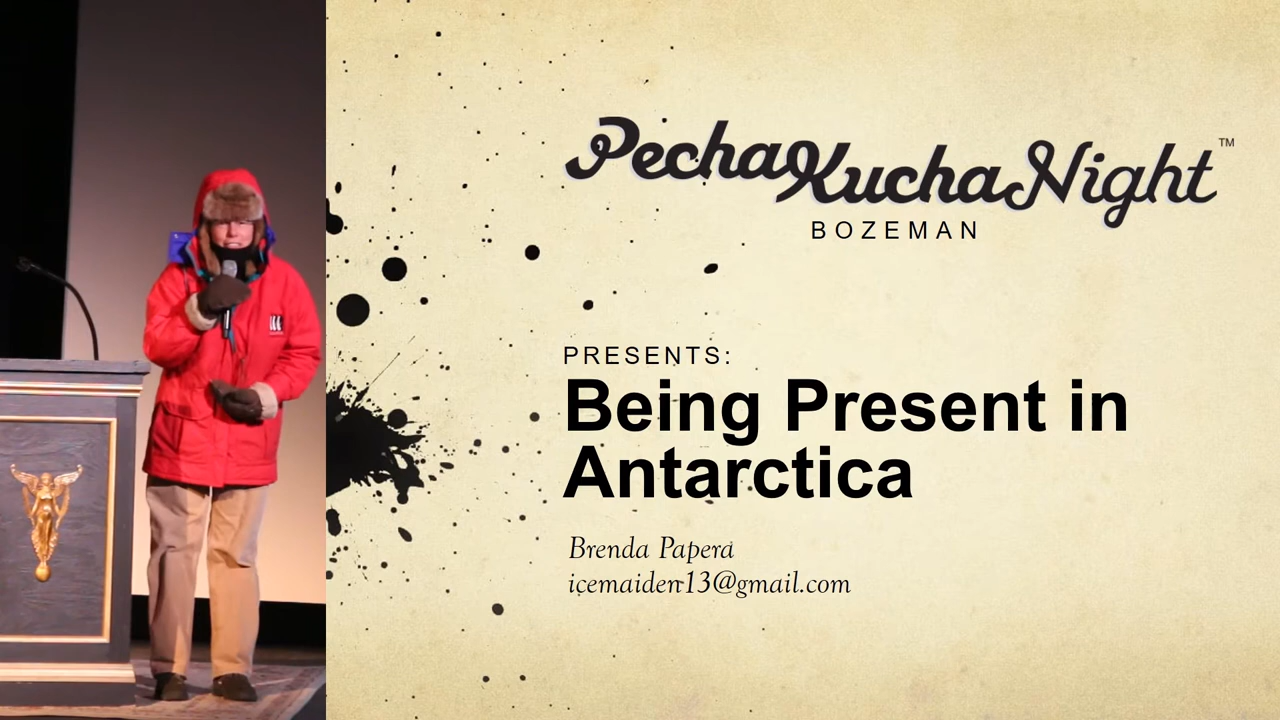 PechaKuchaNight™
BOZEMAN
PRESENTS:
Being Present in
Antarctica
Brenda Papera
icemaiden13@gmail.com